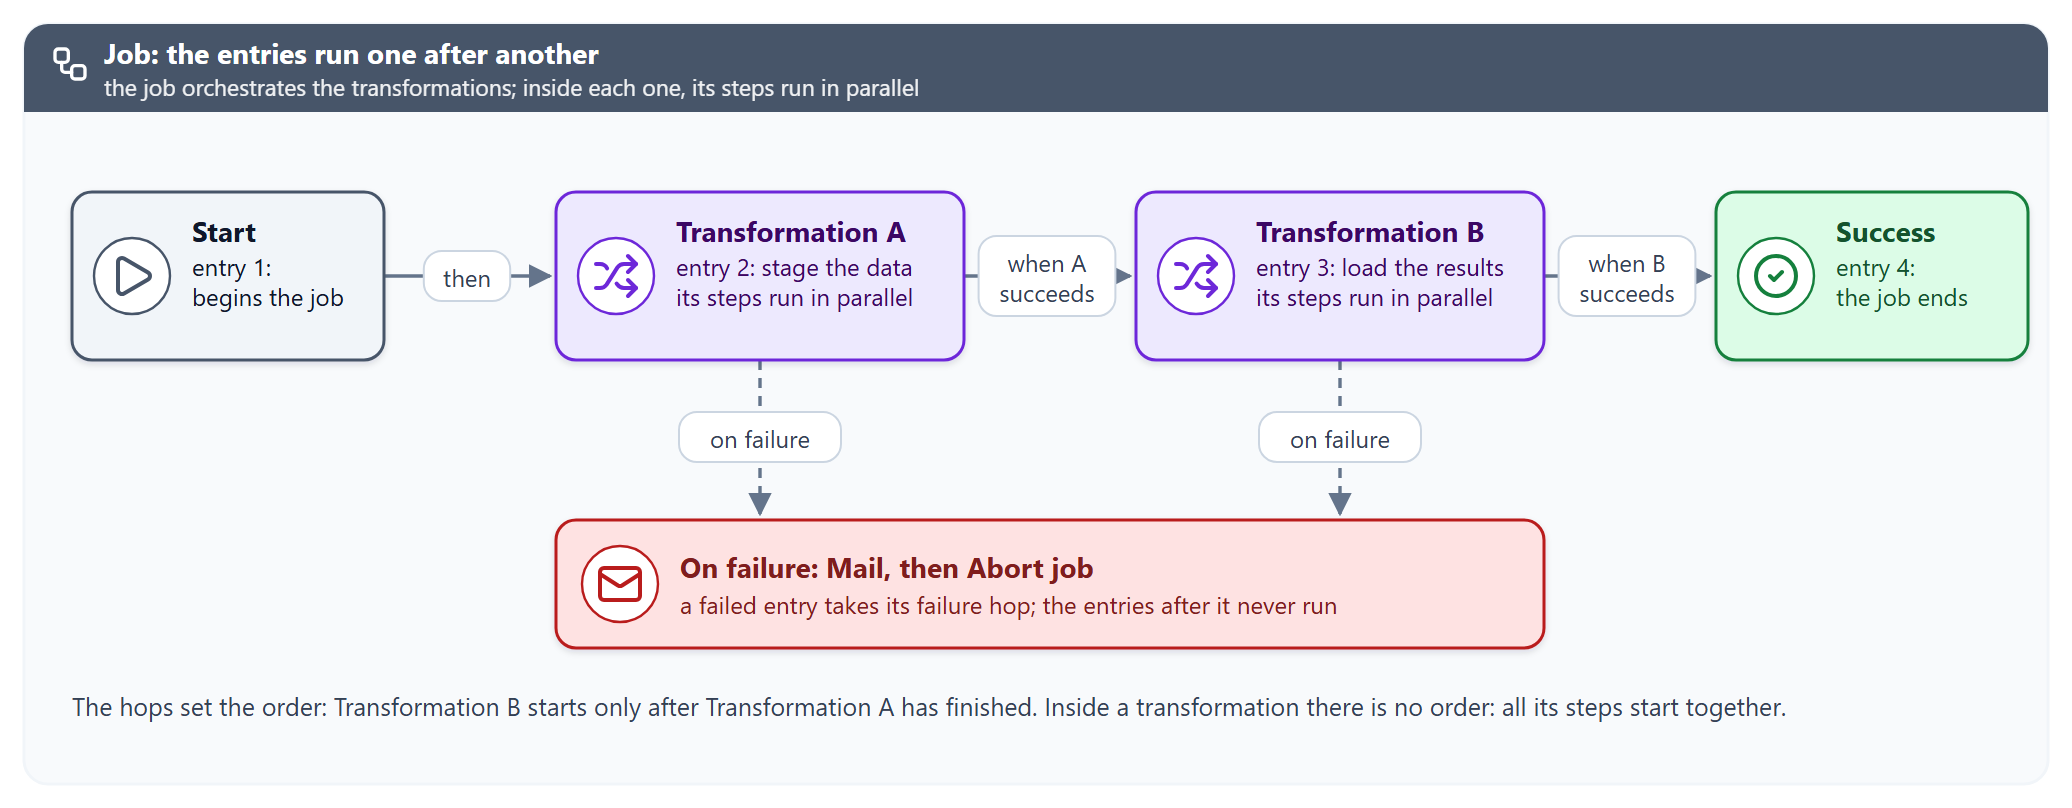 Job: the entries run one after another
the job orchestrates the transformations; inside each one, its steps run in parallel
Start
entry 1:
begins the job
then
Transformation A
entry 2: stage the data
its steps run in parallel
when A
succeeds
Transformation B
entry 3: load the results
its steps run in parallel
when B
succeeds
Success
entry 4:
the job ends
on failure
on failure
On failure: Mail, then Abort job
a failed entry takes its failure hop; the entries after it never run
The hops set the order: Transformation B starts only after Transformation A has finished. Inside a transformation there is no order: all its steps start together.